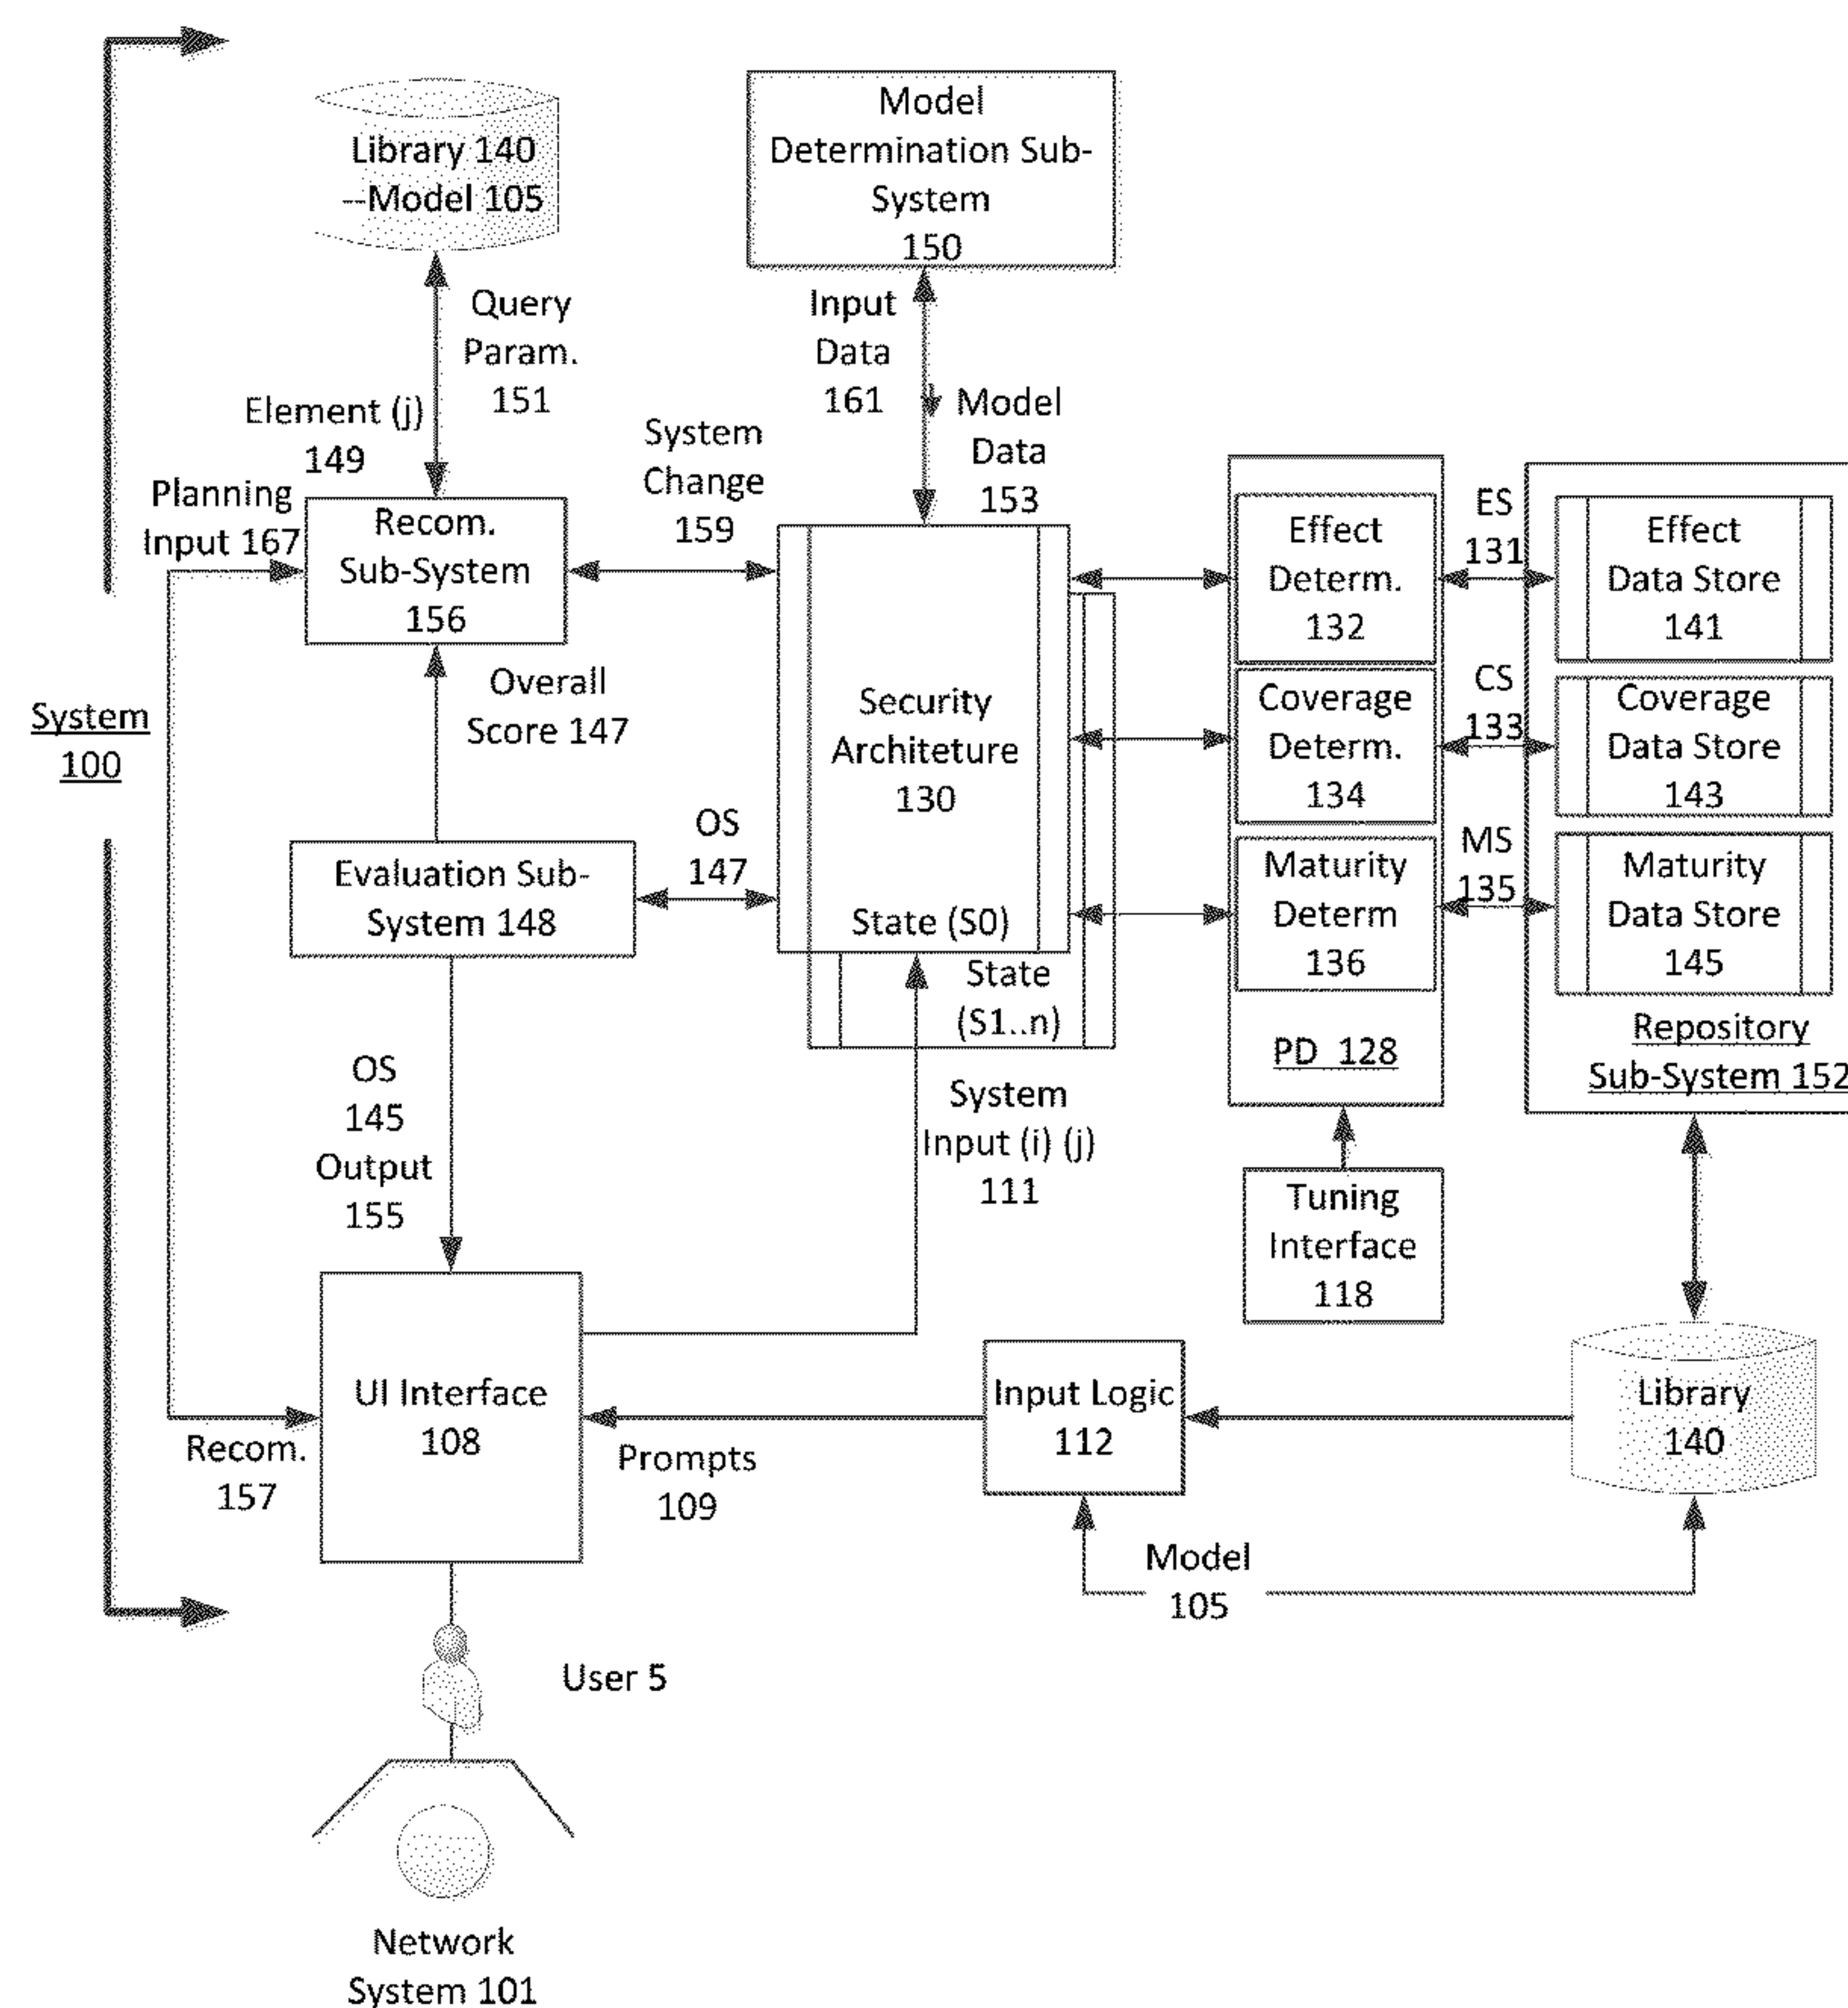 Library 140
--Model 105
Model
Determination Sub-
System
150
Query
Param.
151
Input
Data
161
Element (j)
149
System
Change
159
Model
Data
153
Planning
Input 167
Recom.
Sub-System
156
Effect
Determ.
132
ES
131
Effect
Data Store
141
Overall
Score 147
System
100
Security
Architeture
130
Coverage
Determ.
134
CS
133
Coverage
Data Store
143
Evaluation Sub-
System 148
OS
147
State (S0)
State
(S1..n)
Maturity
Determ
136
MS
135
Maturity
Data Store
145
PD 128
Repository
Sub-System 152
OS
145
Output
155
System
Input (i) (j)
111
Tuning
Interface
118
UI Interface
108
Recom.
157
Prompts
109
Input Logic
112
Library
140
Model
105
User 5
Network
System 101